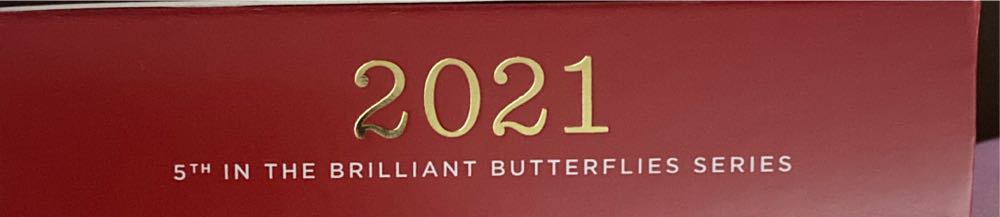 2021
5TH IN THE BRILLIANT BUTTERFLIES SERIES